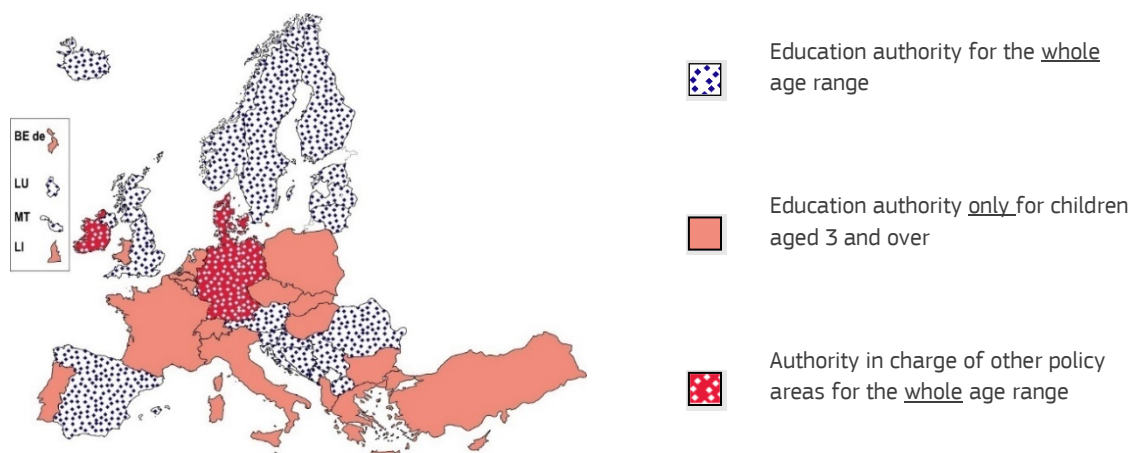 BE de
LU
MT
LI
Education authority for the whole
age range
Education authority only for children
aged 3 and over
Authority in charge of other policy
areas for the whole age range